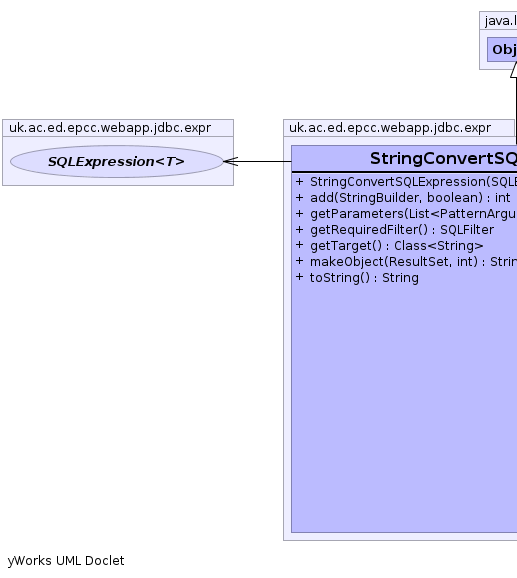 java.l
Obj
uk.ac.ed.epcc.webapp.jdbc.expr
SQLExpression<T>
uk.ac.ed.epcc.webapp.jdbc.expr
StringConvertSQ
+ StringConvertSQLExpression(SQLE
+ add(StringBuilder, boolean) : int
+ getParameters(List<PatternArgu
+ getRequiredFilter() : SQLFilter
+ getTarget() : Class<String>
+ makeObject(ResultSet, int) : Strin
+ toString() : String
yWorks UML Doclet